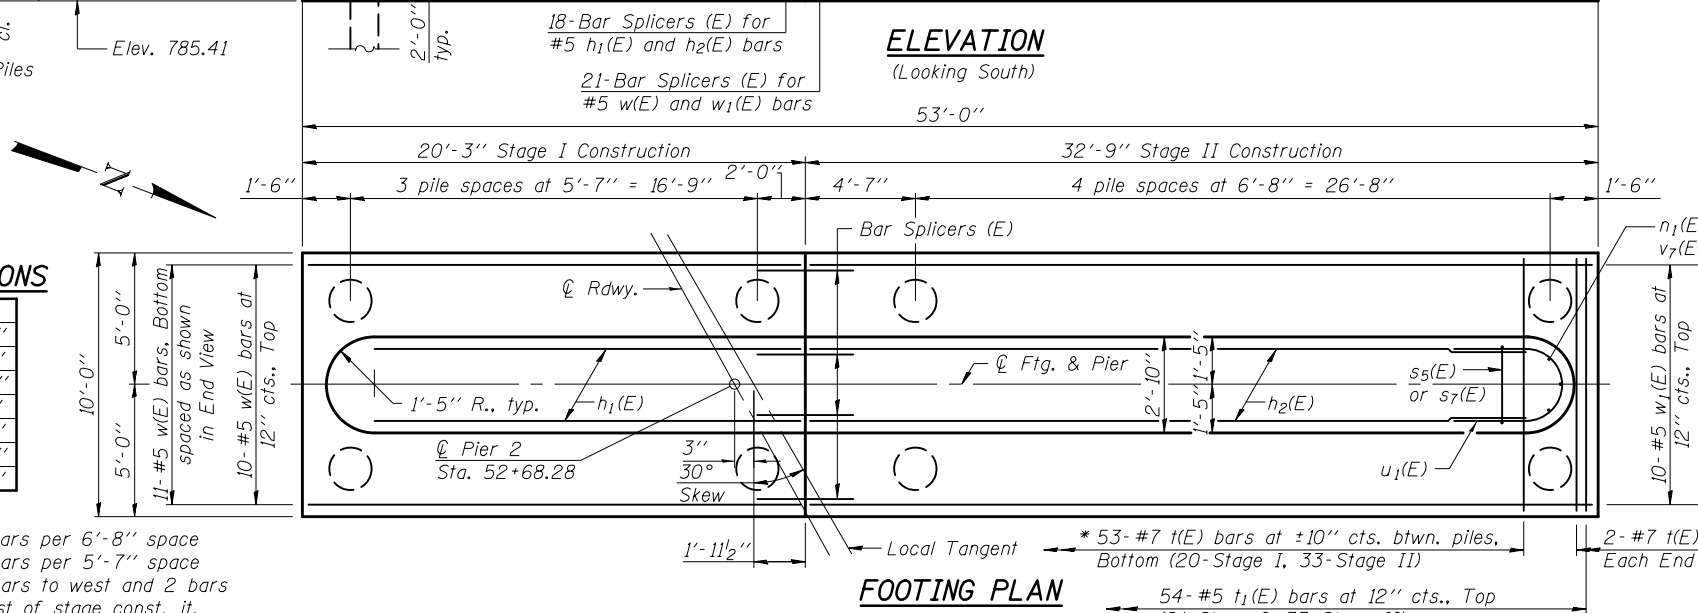 cl.
Elev. 785.41
Piles
2'-0"
typ.
18-Bar Splicers (E) for
#5 h1(E) and h2(E) bars
21-Bar Splicers (E) for
#5 w(E) and w1(E) bars
ELEVATION
(Looking South)
53'-0"
20'-3" Stage I Construction
32'-9" Stage II Construction
1'-6"
3 pile spaces at 5'-7" = 16'-9"
2'-0"
4'-7"
4 pile spaces at 6'-8" = 26'-8"
1'-6"
N
Bar Splicers (E)
n1(E
v7(E
ONS
10'-0"
5'-0"
5'-0"
11-#5 w(E) bars, Bottom
spaced as shown
in End View
10-#5 w(E) bars at
12" cts., Top
℄ Rdwy.
℄ Ftg. & Pier
1'-5" R., typ.
h1(E)
2'-10"
1'-5"
1'-5"
h2(E)
s5(E)
or s7(E)
u1(E)
10-#5 w1(E) bars at
12" cts., Top
℄ Pier 2
Sta. 52+68.28
3"
30°
Skew
1'-11½"
Local Tangent
ars per 6'-8" space
ars per 5'-7" space
ars to west and 2 bars
st of stage const. jt.
* 53-#7 t(E) bars at ±10" cts. btwn. piles,
Bottom (20-Stage I, 33-Stage II)
2-#7 t(E)
Each End
FOOTING PLAN
54-#5 t1(E) bars at 12" cts., Top